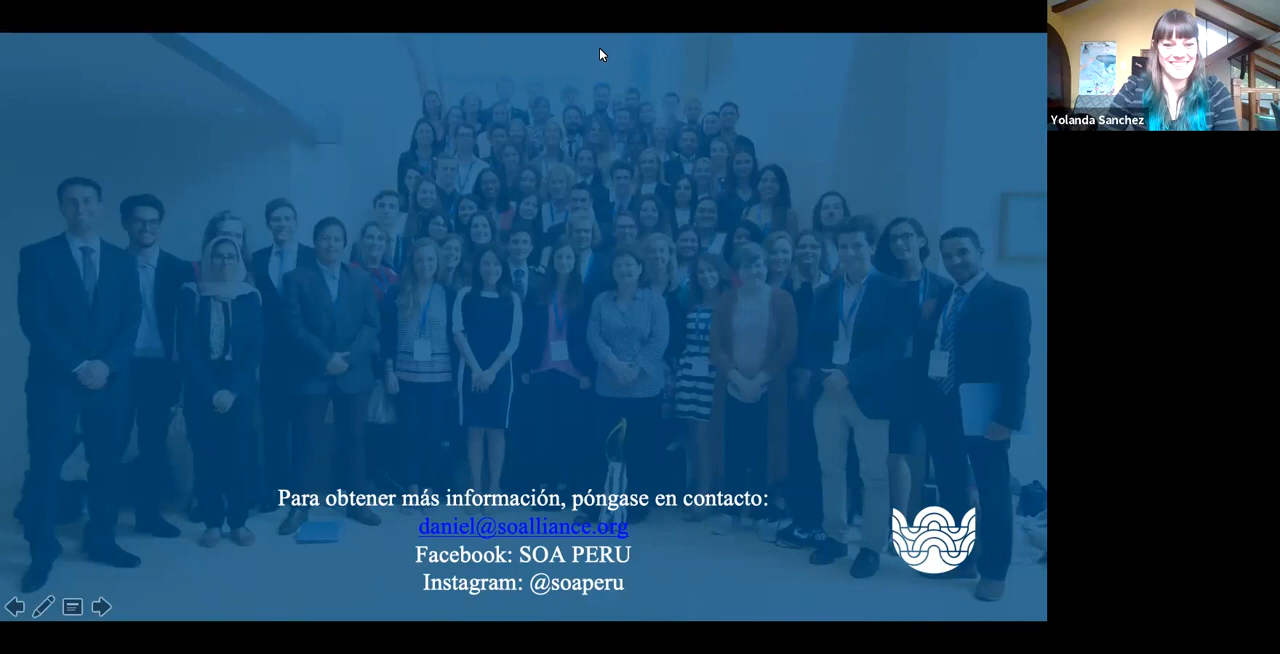 Yolanda Sanchez
Para obtener más información, póngase en contacto:
daniel@soalliance.org
Facebook: SOA PERU
Instagram: @soaperu